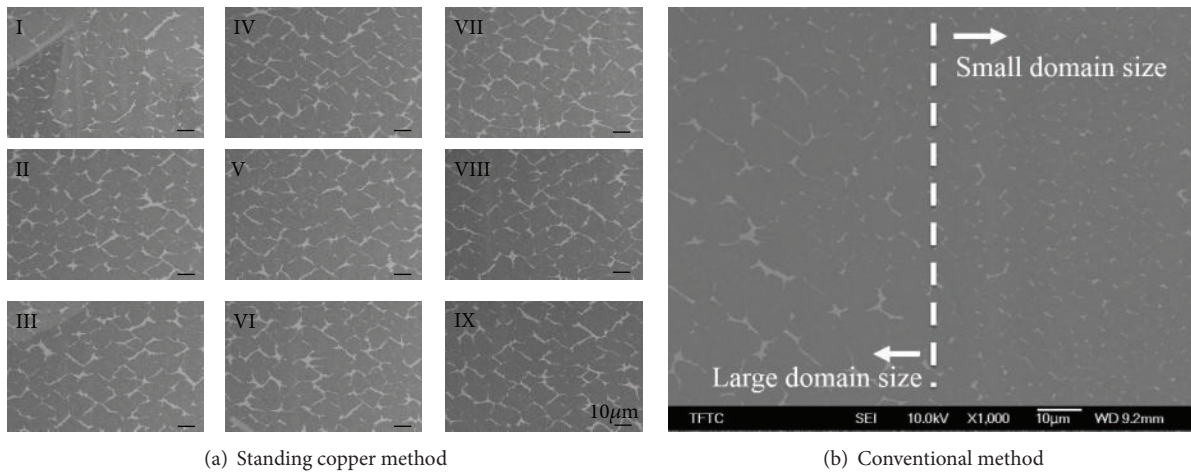 I
IV
VII
II
V
VIII
III
VI
IX
10μm
Small domain size
Large domain size
TFTC SEI 10.0kV X1,000 10μm WD 9.2mm
(a) Standing copper method
(b) Conventional method